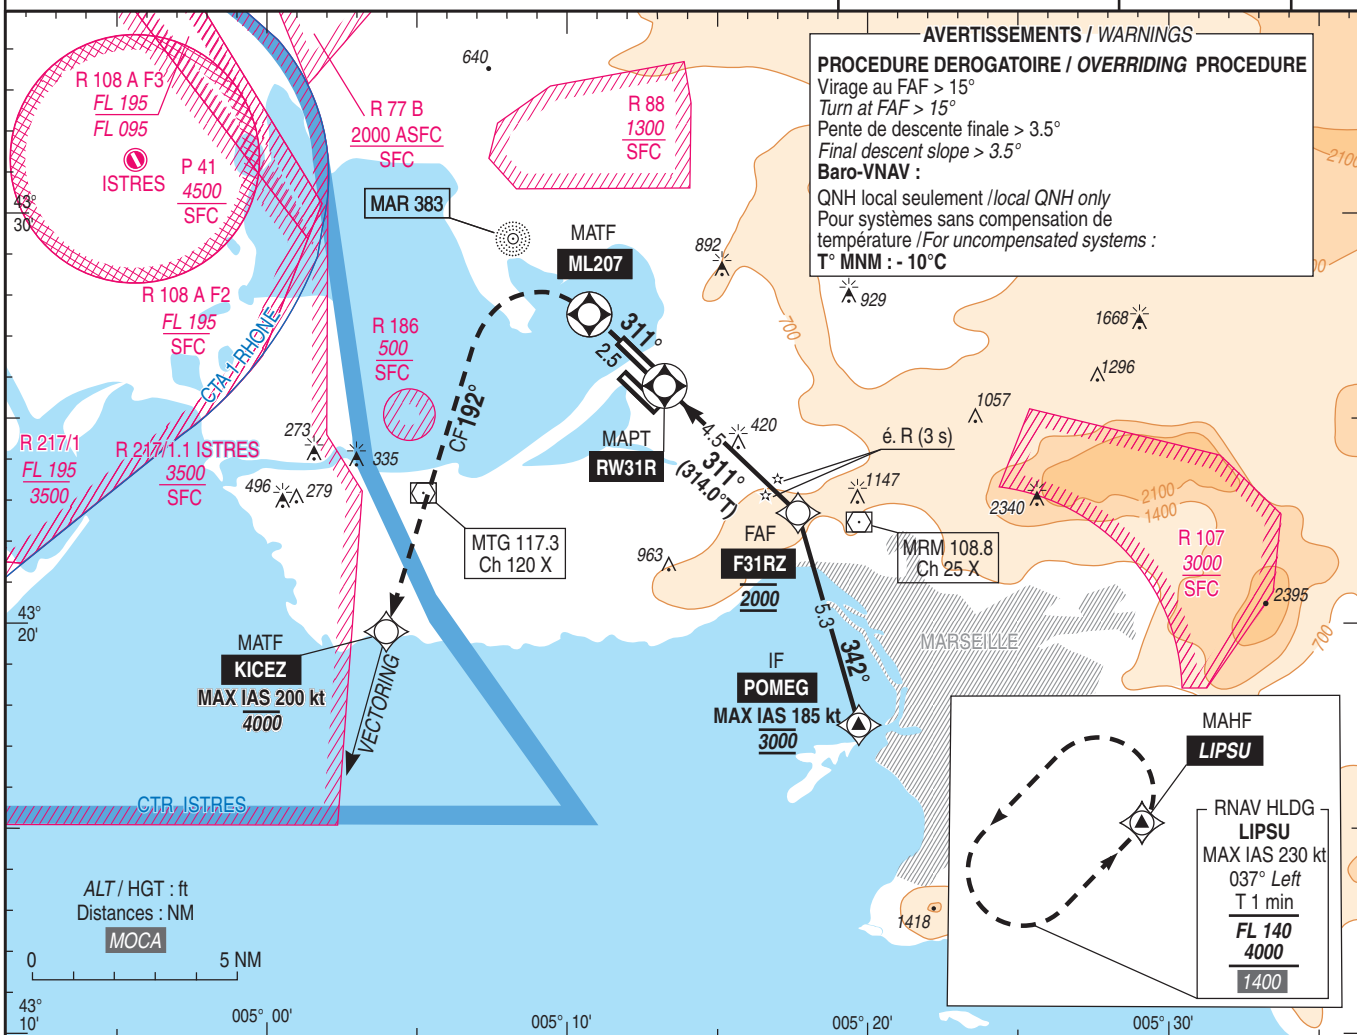 AVERTISSEMENTS / WARNINGS
PROCEDURE DEROGATOIRE / OVERRIDING PROCEDURE
Virage au FAF > 15°
Turn at FAF > 15°
Pente de descente finale > 3.5°
Final descent slope > 3.5°
Baro-VNAV :
QNH local seulement /local QNH only
Pour systèmes sans compensation de
température /For uncompensated systems :
T° MNM : - 10°C
R 108 A F3
FL 195
FL 095
ISTRES
P 41
4500
SFC
43°
30'
R 77 B
2000 ASFC
SFC
640
R 88
1300
SFC
MAR 383
MATF
ML207
892
929
2100
700
1668
1296
1057
R 108 A F2
FL 195
SFC
CTA 1 RHONE
R 186
500
SFC
311°
2.5
CF 192°
MAPT
RW31R
4.5
311°
(314.0°T)
420
é. R (3 s)
1147
R 217/1
FL 195
3500
R 217/1.1 ISTRES
3500
SFC
273
335
496
279
MTG 117.3
Ch 120 X
963
FAF
F31RZ
2000
MRM 108.8
Ch 25 X
2340
2100
1400
R 107
3000
SFC
2395
700
43°
20'
MATF
KICEZ
MAX IAS 200 kt
4000
VECTORING
5.3
342°
IF
POMEG
MAX IAS 185 kt
3000
MARSEILLE
CTR ISTRES
1418
MAHF
LIPSU
RNAV HLDG
LIPSU
MAX IAS 230 kt
037° Left
T 1 min
FL 140
4000
1400
ALT / HGT : ft
Distances : NM
MOCA
0
5 NM
43°
10'
005° 00'
005° 10'
005° 20'
005° 30'